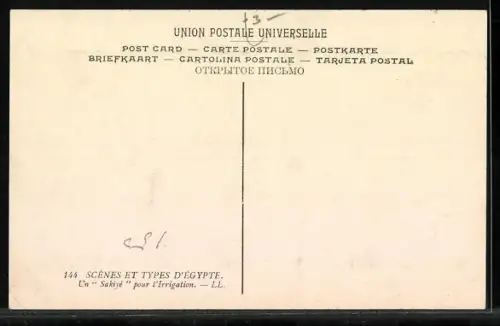 3-
UNION POSTALE UNIVERSELLE
POST CARD — CARTE POSTALE — POSTKARTE
BRIEFKAART — CARTOLINA POSTALE — TARJETA POSTAL
ОТКРЫТОЕ ПИСЬМО
144 SCÈNES ET TYPES D'ÉGYPTE.
Un "Sakiyé" pour l'Irrigation. — LL.